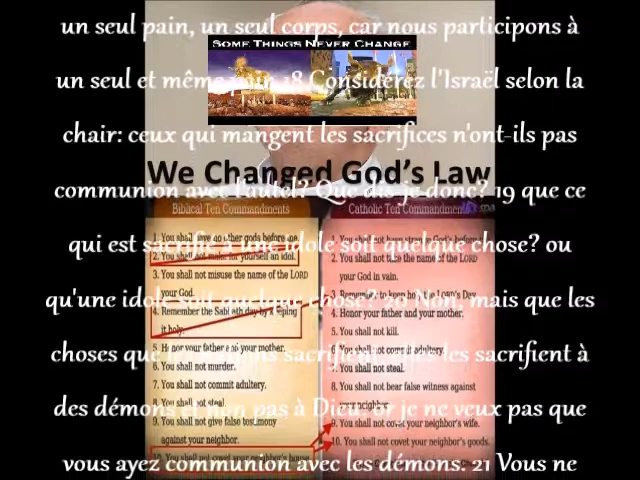 un seul pain, un seul corps, car nous participons à
SOME THINGS NEVER CHANGE
un seul et même pain 18 Considérez l'Israël selon la
chair: ceux qui mangent les sacrifices n'ont-ils pas
We Changed God's Law
communion avec l'autel? Que dis-je donc? 19 que ce
qui est sacrifié à une idole soit quelque chose? ou
qu'une idole soit quelque chose? 20 Non, mais que les
choses que sacrifient à
des démons et non pas à Dieu: or je ne veux pas que
vous ayez communion avec les démons. 21 Vous ne
Biblical Ten Commandments
1. You shall have no other gods before me
2. You shall not make for yourself an idol.
3. You shall not misuse the name of the LORD
your God.
4. Remember the Sabbath day by keeping
it holy.
5. Honor your father and your mother.
6. You shall not murder.
7. You shall not commit adultery.
8. You shall not steal.
9. You shall not give false testimony
against your neighbor.
10. You shall not covet your neighbor's house
Catholic Ten Commandmen
1. You shall not have strange God's before
2. You shall not take the name of the LORD
your God in vain.
3. Remember to keep holy the LORD's Day
4. Honor your father and your mother.
5. You shall not kill.
6. You shall not commit adultery.
7. You shall not steal.
8. You shall not bear false witness against
your neighbor
9. You shall not covet your neighbor's wife.
10. You shall not covet your neighbor's goods.